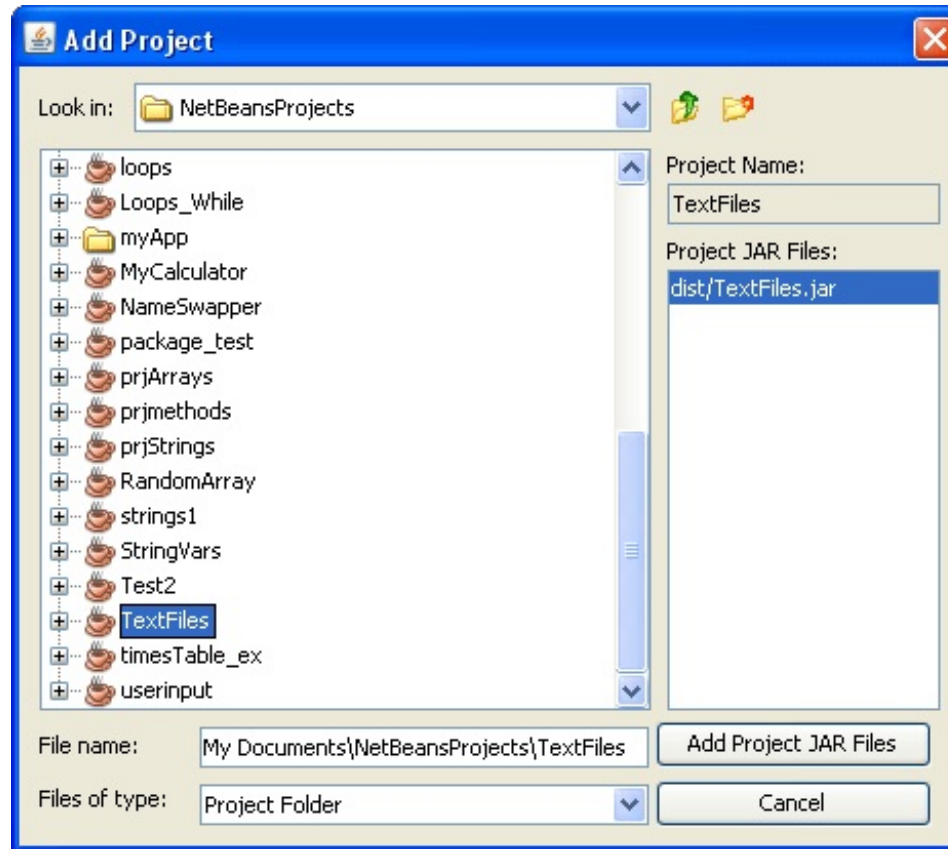 Add Project
Look in:
NetBeansProjects
loops
Loops_While
myApp
MyCalculator
NameSwapper
package_test
prjArrays
prjmethods
prjStrings
RandomArray
strings1
StringVars
Test2
TextFiles
timesTable_ex
userinput
Project Name:
TextFiles
Project JAR Files:
dist/TextFiles.jar
File name:
My Documents\NetBeansProjects\TextFiles
Add Project JAR Files
Files of type:
Project Folder
Cancel